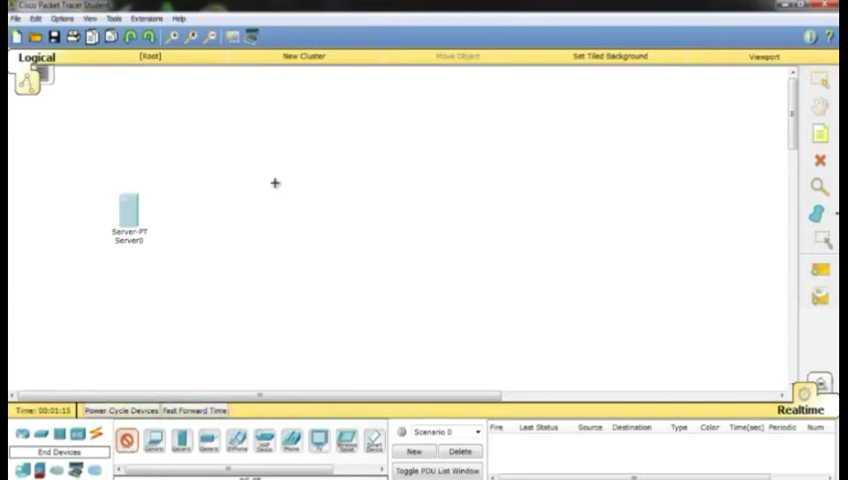 Cisco Packet Tracer Student
File Edit Options View Tools Extensions Help
Logical [Root] New Cluster Move Object Set Tiled Background Viewport
Server-PT
Server0
Time: 00:01:15 Power Cycle Devices Fast Forward Time Realtime
Scenario 0
Fire Last Status Source Destination Type Color Time(sec) Periodic Num
End Devices
New Delete
Toggle PDU List Window